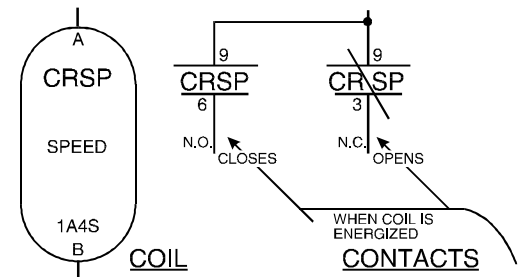 A
CRSP
SPEED
1A4S
B
COIL
9
CRSP
6
N.O.
CLOSES
9
CRSP
3
N.C.
OPENS
WHEN COIL IS
ENERGIZED
CONTACTS